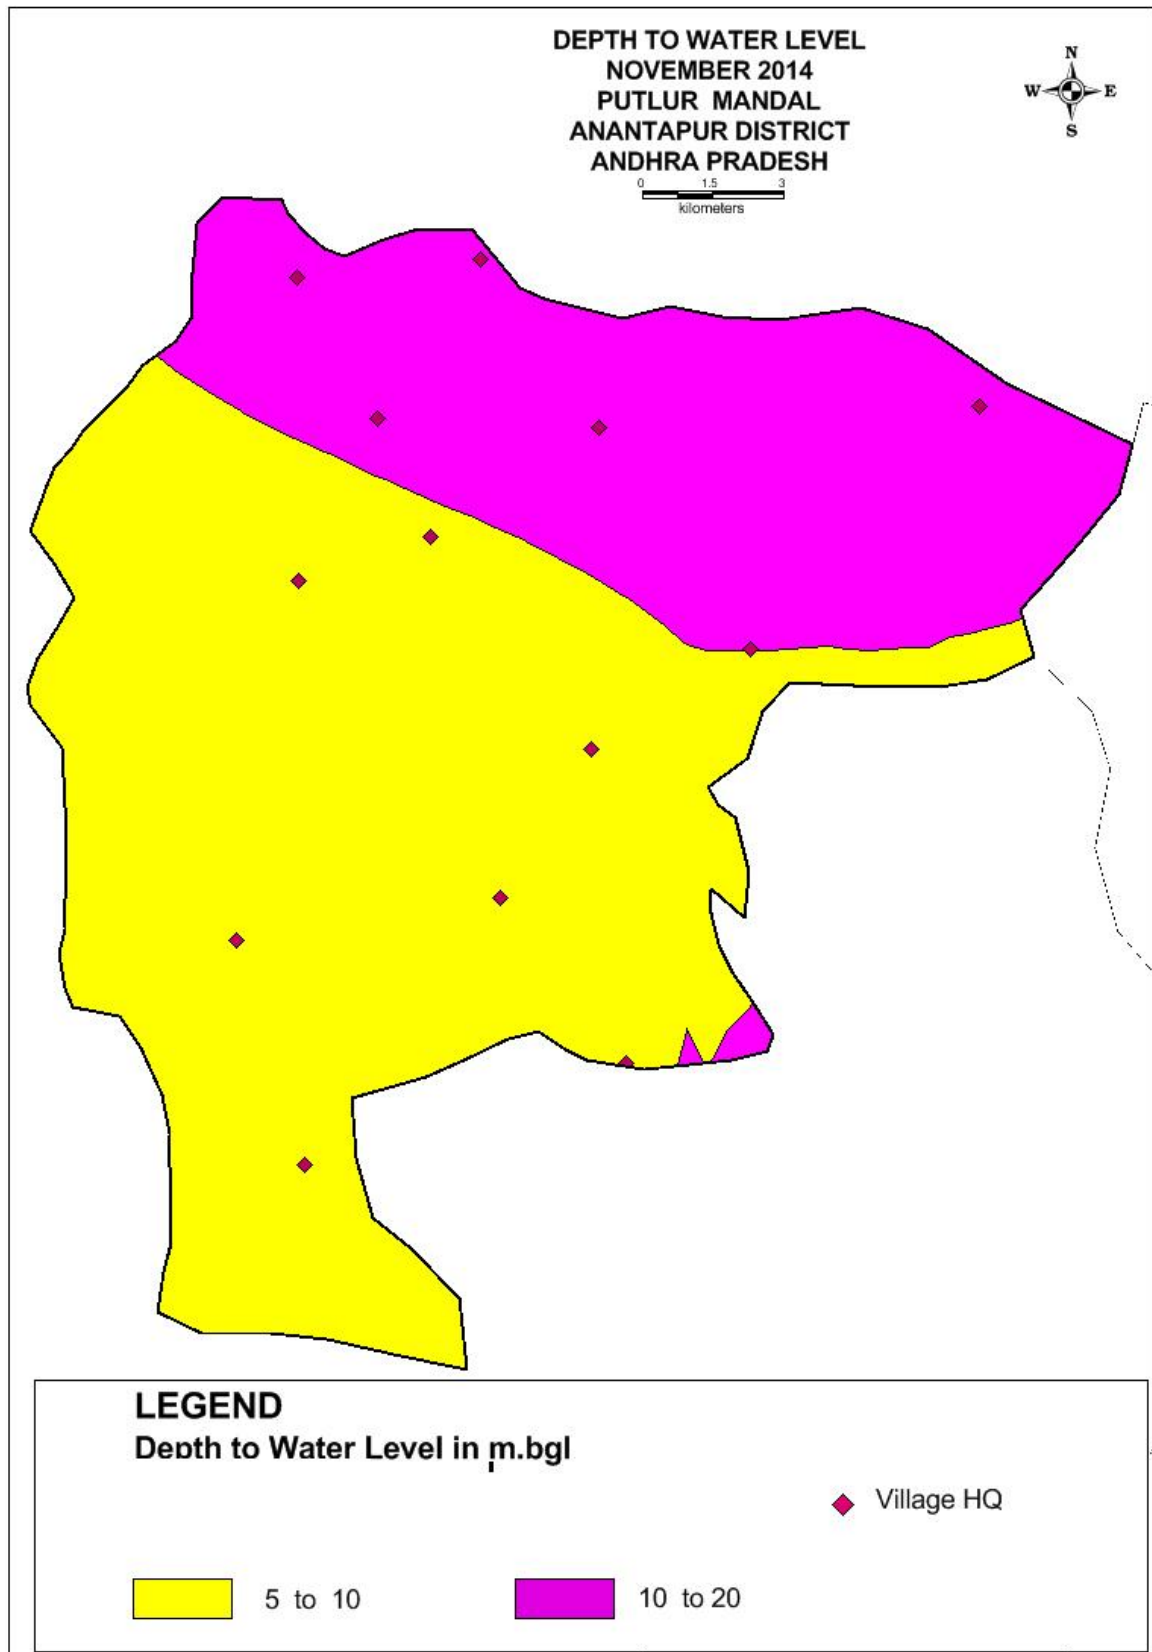 DEPTH TO WATER LEVEL
NOVEMBER 2014
PUTLUR MANDAL
ANANTAPUR DISTRICT
ANDHRA PRADESH
N
W E
S
0 1.5 3
kilometers
LEGEND
Depth to Water Level in m.bgl
Village HQ
5 to 10
10 to 20